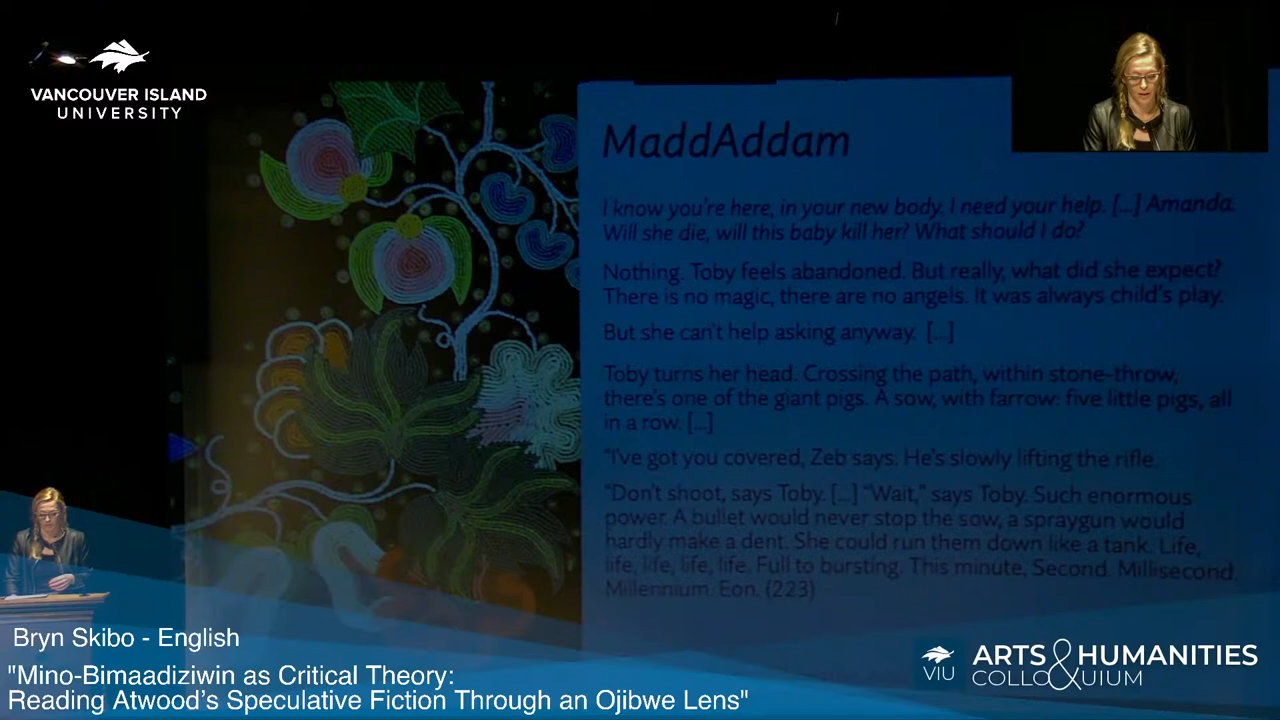 VANCOUVER ISLAND
UNIVERSITY
MaddAddam
I know you're here, in your new body. I need your help. [...] Amanda.
Will she die, will this baby kill her? What should I do?
Nothing. Toby feels abandoned. But really, what did she expect?
There is no magic, there are no angels. It was always child's play.
But she can't help asking anyway. [...]
Toby turns her head. Crossing the path, within stone-throw,
there's one of the giant pigs. A sow, with farrow: five little pigs, all
in a row. [...]
"I've got you covered, Zeb says. He's slowly lifting the rifle.
"Don't shoot, says Toby. [...] "Wait," says Toby. Such enormous
power. A bullet would never stop the sow, a spraygun would
hardly make a dent. She could run them down like a tank. Life,
life, life, life, life. Full to bursting. This minute, Second. Millisecond.
Millennium. Eon. (223)
Bryn Skibo - English
"Mino-Bimaadiziwin as Critical Theory:
Reading Atwood's Speculative Fiction Through an Ojibwe Lens"
VIU
ARTS & HUMANITIES
COLLOQUIUM